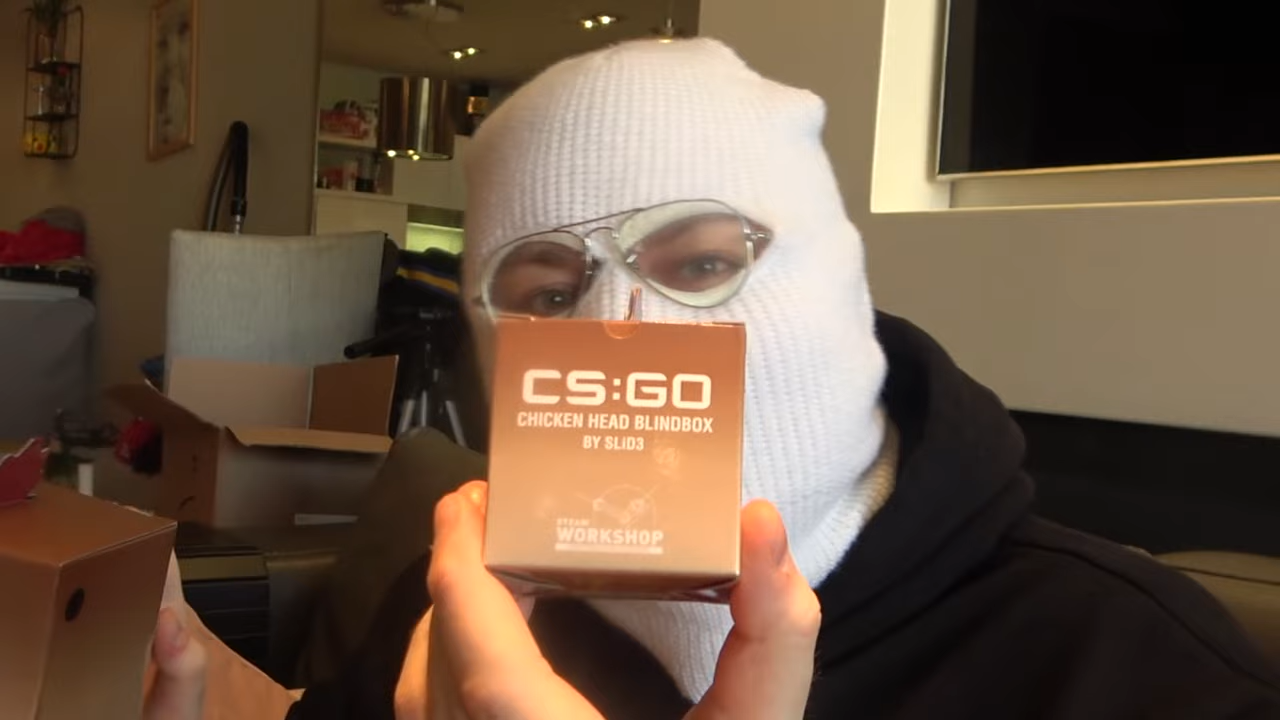 CS:GO
CHICKEN HEAD BLINDBOX
BY SLID3
STEAM
WORKSHOP